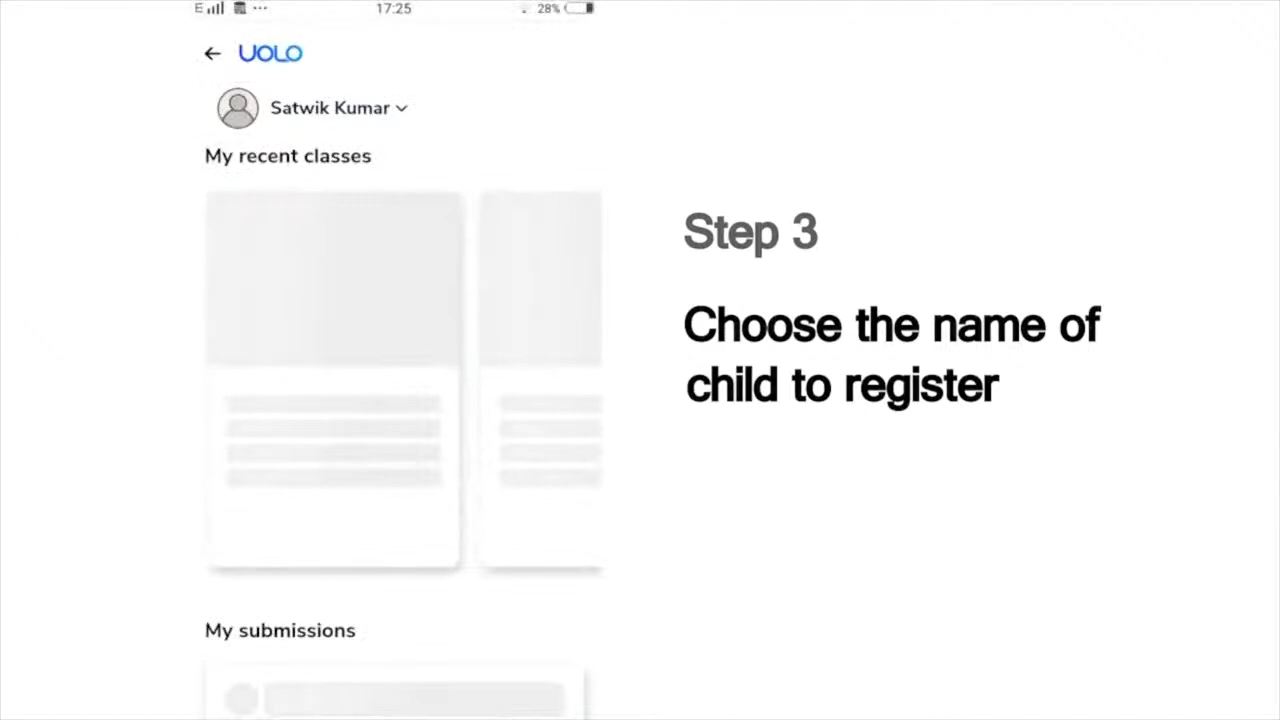 E 17:25 28%
UOLO
Satwik Kumar
My recent classes
Step 3
Choose the name of
child to register
My submissions